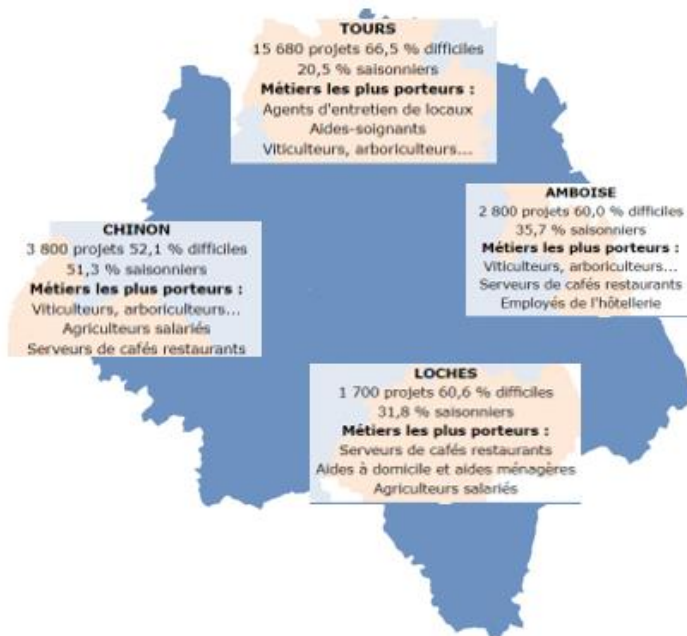 TOURS
15 680 projets 66,5 % difficiles
20,5 % saisonniers
Métiers les plus porteurs :
Agents d'entretien de locaux
Aides-soignants
Viticulteurs, arboriculteurs...
AMBOISE
2 800 projets 60,0 % difficiles
35,7 % saisonniers
Métiers les plus porteurs :
Viticulteurs, arboriculteurs...
Serveurs de cafés restaurants
Employés de l'hôtellerie
CHINON
3 800 projets 52,1 % difficiles
51,3 % saisonniers
Métiers les plus porteurs :
Viticulteurs, arboriculteurs...
Agriculteurs salariés
Serveurs de cafés restaurants
LOCHES
1 700 projets 60,6 % difficiles
31,8 % saisonniers
Métiers les plus porteurs :
Serveurs de cafés restaurants
Aides à domicile et aides ménagères
Agriculteurs salariés